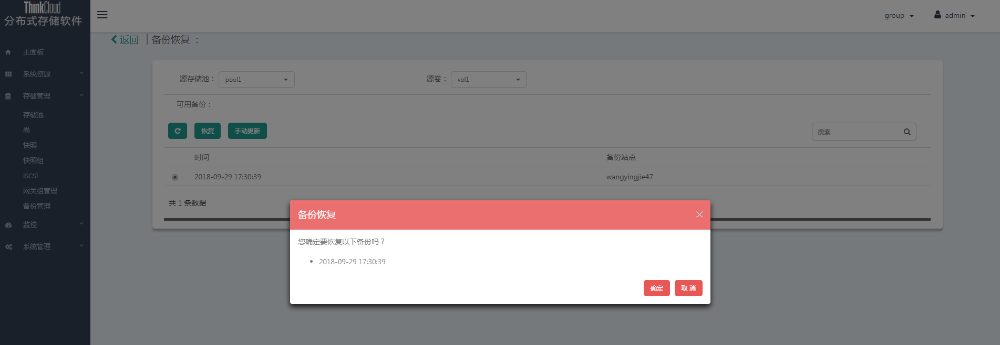 ThinkCloud
分布式存储软件
group
admin
主面板
系统资源
存储管理
存储池
卷
快照
快照组
iSCSI
网关组管理
备份管理
监控
系统管理
返回 备份恢复 :
源存储池： pool1 源卷： vol1
可用备份：
恢复 手动更新 搜索
时间 备份站点
2018-09-29 17:30:39 wangyingjie47
共 1 条数据
备份恢复
您确定要恢复以下备份吗？
2018-09-29 17:30:39
确定 取 消